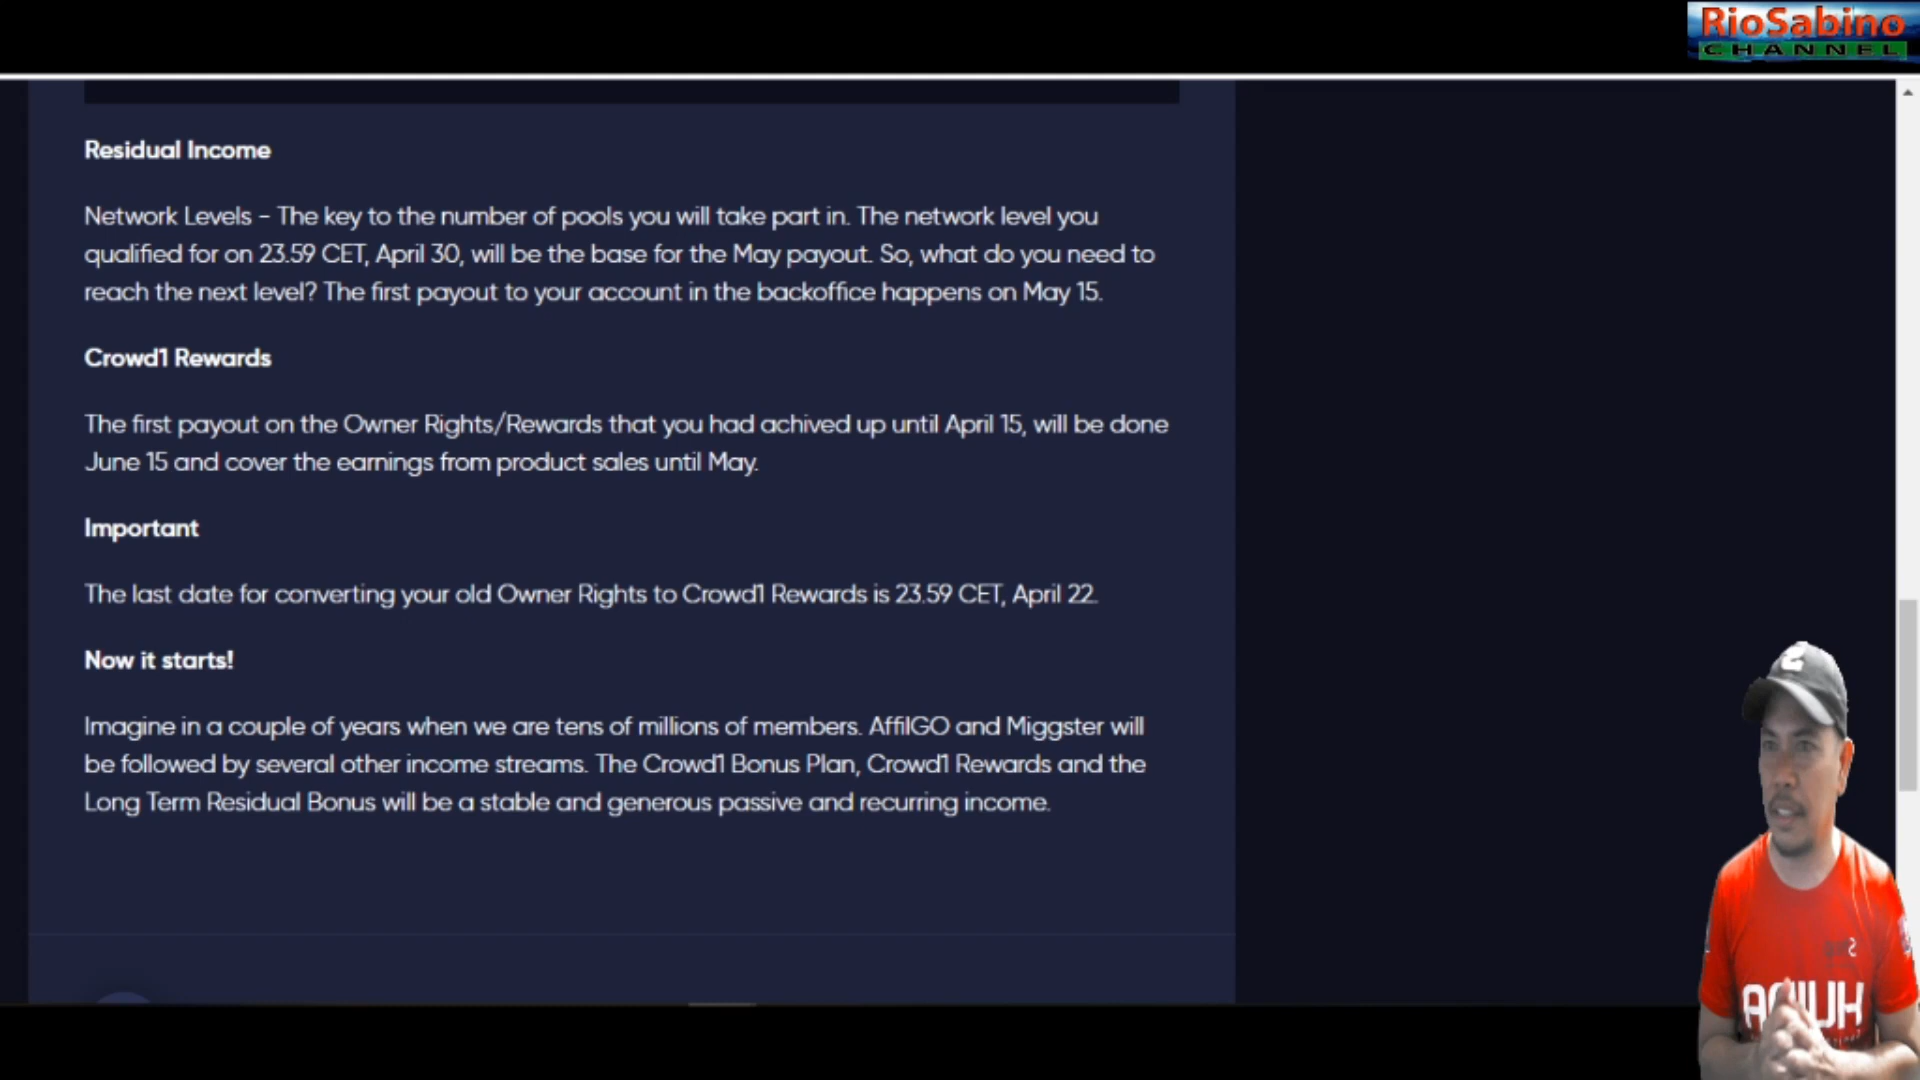 RioSabino
CHANNEL
Residual Income
Network Levels - The key to the number of pools you will take part in. The network level you
qualified for on 23.59 CET, April 30, will be the base for the May payout. So, what do you need to
reach the next level? The first payout to your account in the backoffice happens on May 15.
Crowd1 Rewards
The first payout on the Owner Rights/Rewards that you had achived up until April 15, will be done
June 15 and cover the earnings from product sales until May.
Important
The last date for converting your old Owner Rights to Crowd1 Rewards is 23.59 CET, April 22.
Now it starts!
Imagine in a couple of years when we are tens of millions of members. AffilGO and Miggster will
be followed by several other income streams. The Crowd1 Bonus Plan, Crowd1 Rewards and the
Long Term Residual Bonus will be a stable and generous passive and recurring income.